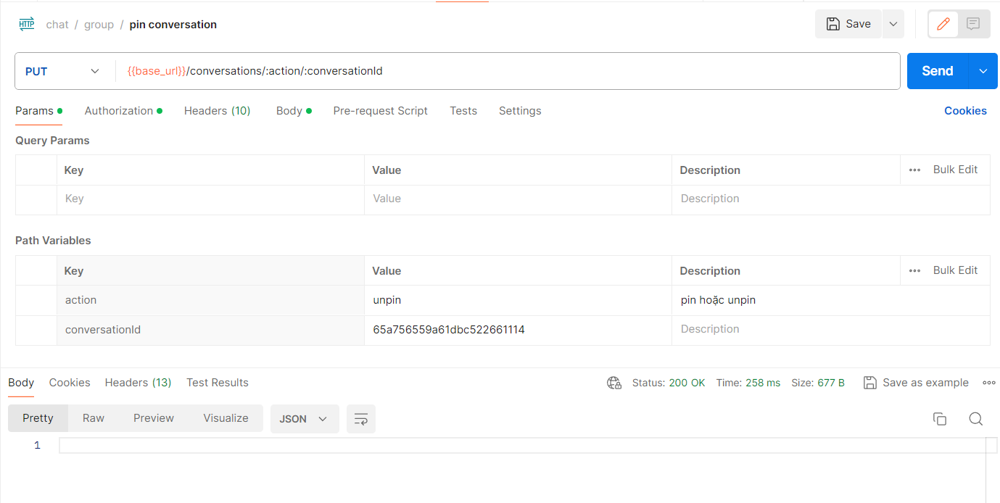 HTTP chat / group / pin conversation Save
PUT {{base_url}}/conversations/:action/:conversationId Send
Params Authorization Headers (10) Body Pre-request Script Tests Settings Cookies
Query Params
Key Value Description Bulk Edit
Key Value Description
Path Variables
Key Value Description Bulk Edit
action unpin pin hoặc unpin
conversationId 65a756559a61dbc522661114 Description
Body Cookies Headers (13) Test Results Status: 200 OK Time: 258 ms Size: 677 B Save as example
Pretty Raw Preview Visualize JSON
1